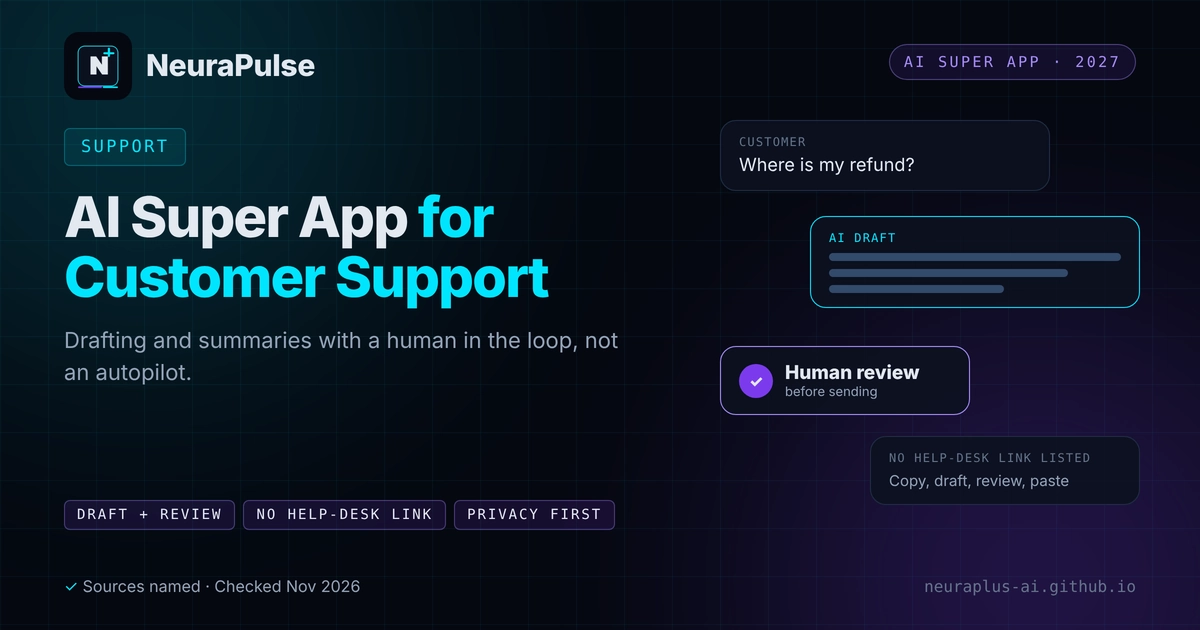 N+
NeuraPulse
AI SUPER APP · 2027
SUPPORT
AI Super App for
Customer Support
Drafting and summaries with a human in the loop, not
an autopilot.
CUSTOMER
Where is my refund?
AI DRAFT
Human review
before sending
NO HELP-DESK LINK LISTED
Copy, draft, review, paste
DRAFT + REVIEW
NO HELP-DESK LINK
PRIVACY FIRST
✓ Sources named · Checked Nov 2026
neuraplus-ai.github.io